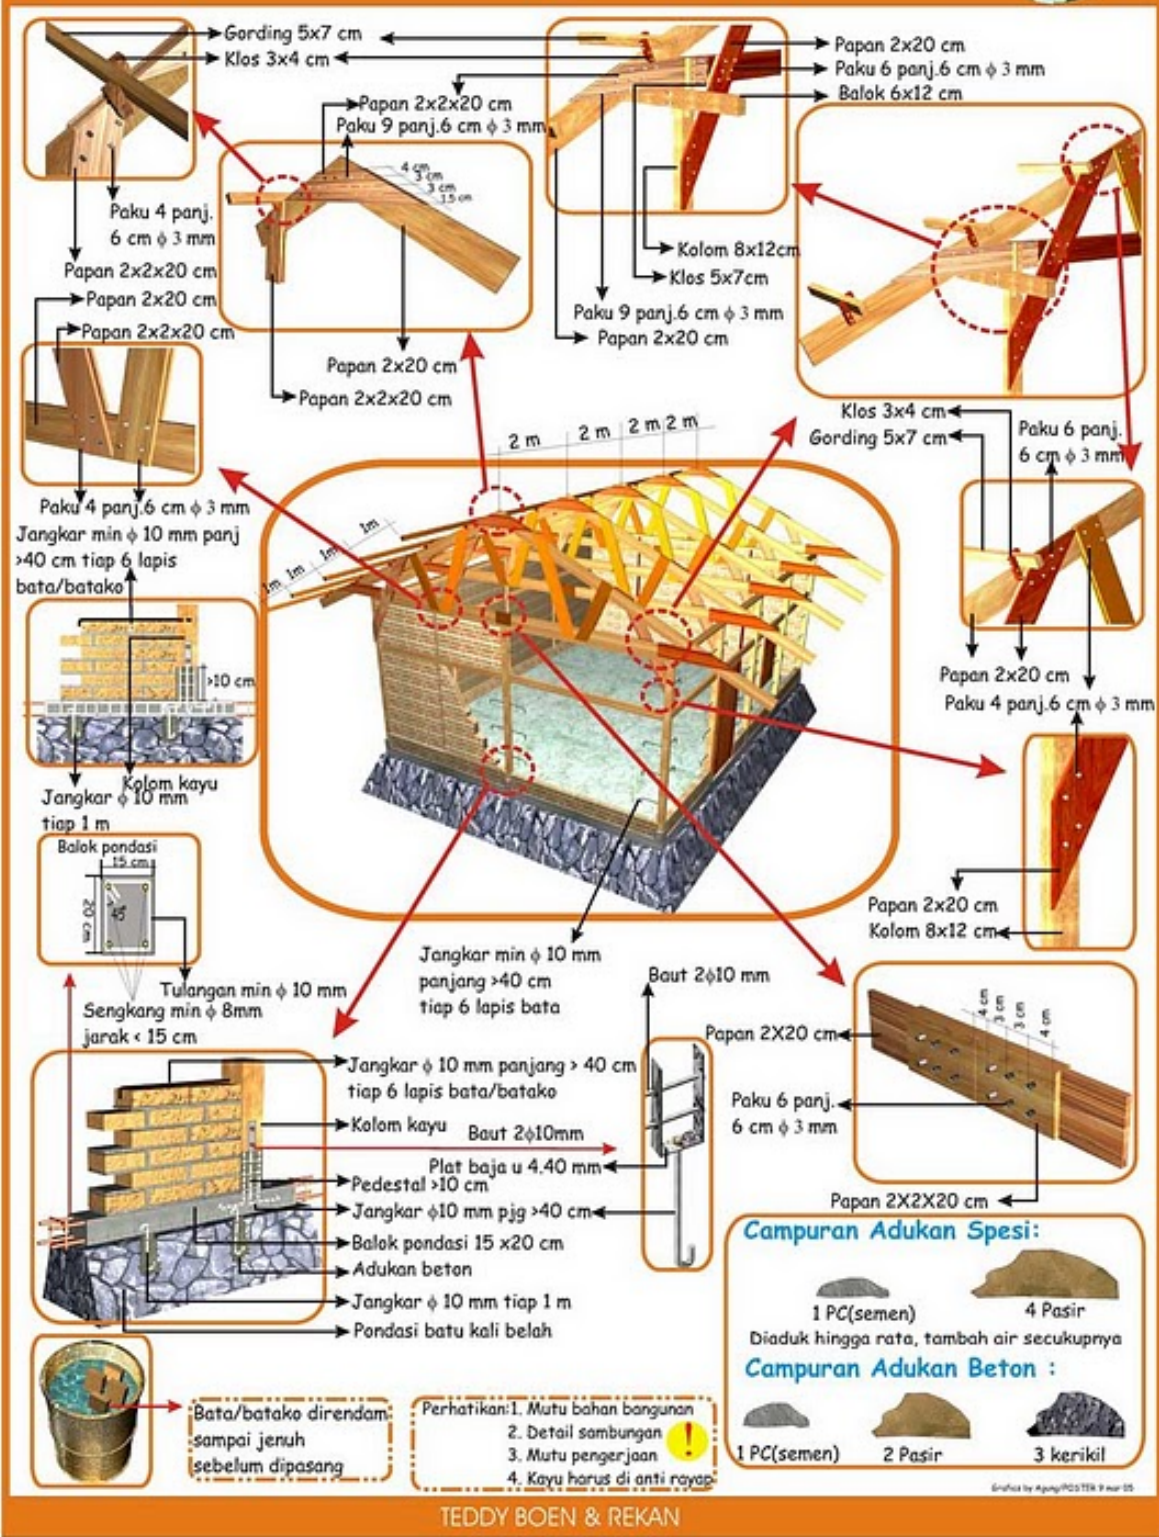 Gording 5x7 cm
Klos 3x4 cm
Papan 2x2x20 cm
Paku 9 panj.6 cm ϕ 3 mm
4 cm
3 cm
3 cm
1.5 cm
Paku 4 panj.
6 cm ϕ 3 mm
Papan 2x2x20 cm
Papan 2x20 cm
Papan 2x2x20 cm
Papan 2x20 cm
Papan 2x2x20 cm
Papan 2x20 cm
Paku 6 panj.6 cm ϕ 3 mm
Balok 6x12 cm
Kolom 8x12cm
Klos 5x7cm
Paku 9 panj.6 cm ϕ 3 mm
Papan 2x20 cm
Klos 3x4 cm
Gording 5x7 cm
Paku 6 panj.
6 cm ϕ 3 mm
2 m
2 m
2 m
2 m
1m
1m
1m
1m
Paku 4 panj.6 cm ϕ 3 mm
Jangkar min ϕ 10 mm panj
>40 cm tiap 6 lapis
bata/batako
>10 cm
Kolom kayu
Jangkar ϕ 10 mm
tiap 1 m
Papan 2x20 cm
Paku 4 panj.6 cm ϕ 3 mm
Papan 2x20 cm
Kolom 8x12 cm
Balok pondasi
15 cm
20 cm
45°
Tulangan min ϕ 10 mm
Sengkang min ϕ 8mm
jarak < 15 cm
Jangkar min ϕ 10 mm
panjang >40 cm
tiap 6 lapis bata
Baut 2ϕ10 mm
Papan 2X20 cm
4 cm
3 cm
3 cm
4 cm
Paku 6 panj.
6 cm ϕ 3 mm
Papan 2X2X20 cm
Jangkar ϕ 10 mm panjang > 40 cm
tiap 6 lapis bata/batako
Kolom kayu
Baut 2ϕ10mm
Plat baja u 4.40 mm
Pedestal >10 cm
Jangkar ϕ10 mm pjg >40 cm
Balok pondasi 15 x20 cm
Adukan beton
Jangkar ϕ 10 mm tiap 1 m
Pondasi batu kali belah
Campuran Adukan Spesi:
1 PC(semen)
4 Pasir
Diaduk hingga rata, tambah air secukupnya
Campuran Adukan Beton :
1 PC(semen)
2 Pasir
3 kerikil
Bata/batako direndam
sampai jenuh
sebelum dipasang
Perhatikan:1. Mutu bahan bangunan
2. Detail sambungan
3. Mutu pengerjaan
4. Kayu harus di anti rayap
!
Grafics by Agung/POSTER 9 mar 05
TEDDY BOEN & REKAN